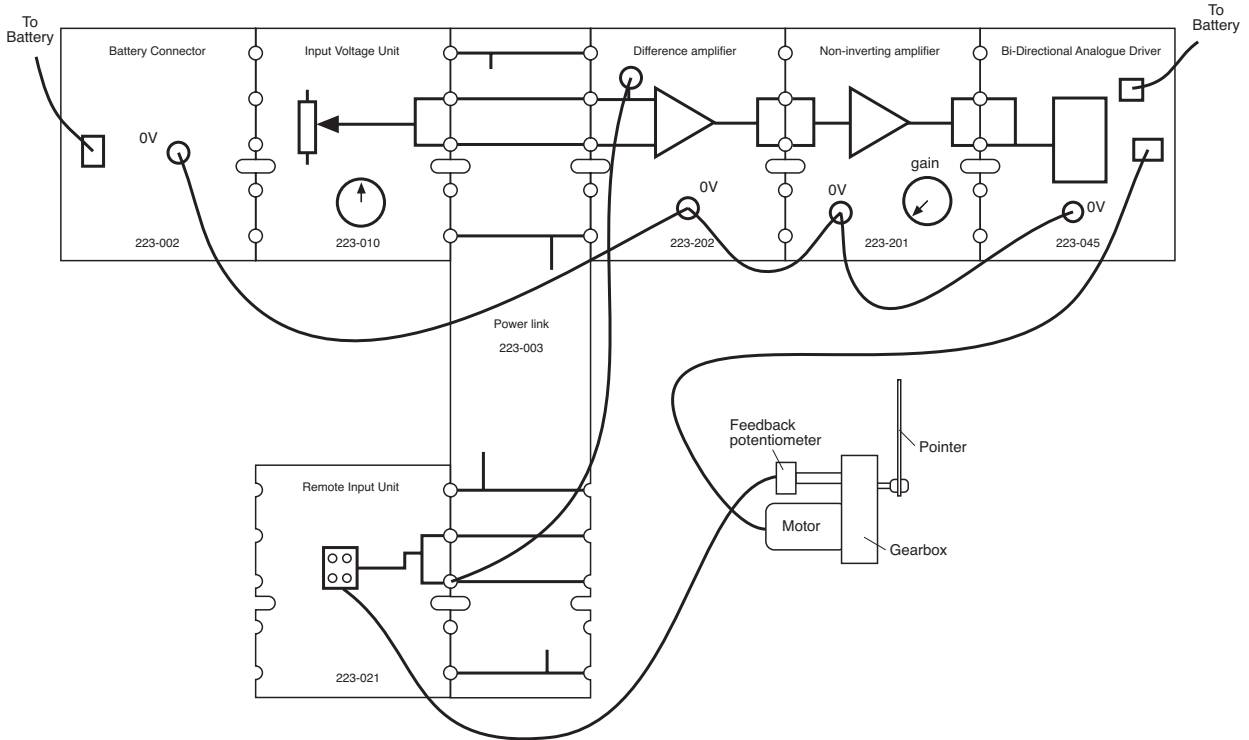 To
Battery
To
Battery
Battery Connector
Input Voltage Unit
Difference amplifier
Non-inverting amplifier
Bi-Directional Analogue Driver
0V
gain
0V
0V
0V
223-002
223-010
223-202
223-201
223-045
Power link
223-003
Feedback
potentiometer
Pointer
Remote Input Unit
Motor
Gearbox
223-021